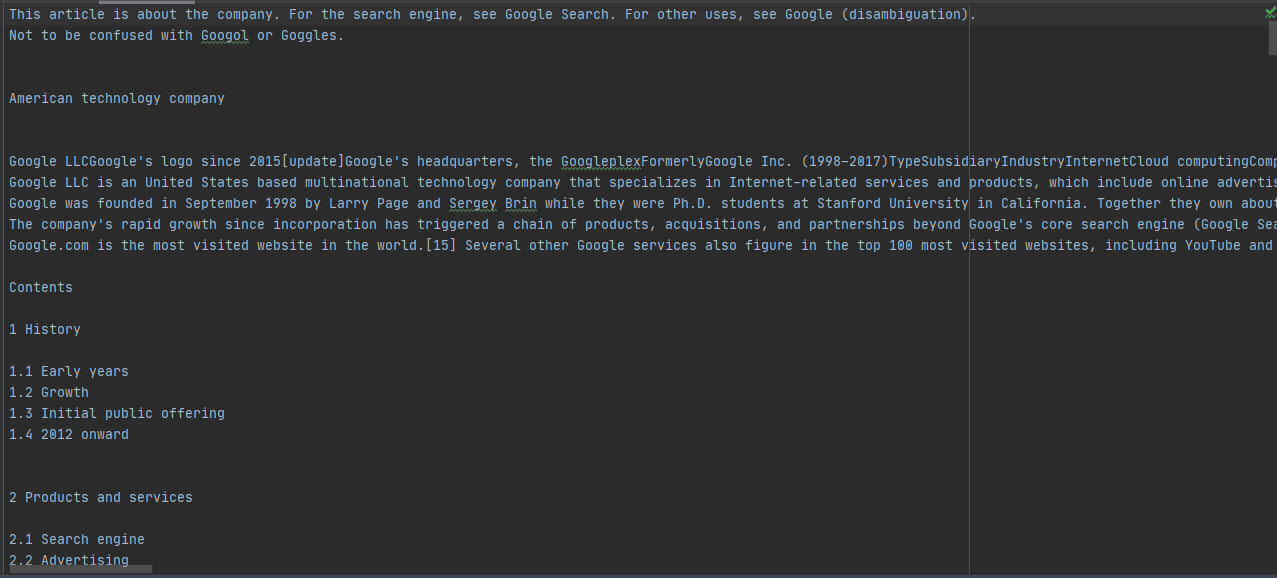 This article is about the company. For the search engine, see Google Search. For other uses, see Google (disambiguation).
Not to be confused with Googol or Goggles.
American technology company
Google LLCGoogle's logo since 2015[update]Google's headquarters, the GoogleplexFormerlyGoogle Inc. (1998–2017)TypeSubsidiaryIndustryInternetCloud computingComp
Google LLC is an United States based multinational technology company that specializes in Internet-related services and products, which include online advertis
Google was founded in September 1998 by Larry Page and Sergey Brin while they were Ph.D. students at Stanford University in California. Together they own about
The company's rapid growth since incorporation has triggered a chain of products, acquisitions, and partnerships beyond Google's core search engine (Google Sea
Google.com is the most visited website in the world.[15] Several other Google services also figure in the top 100 most visited websites, including YouTube and
Contents
1 History
1.1 Early years
1.2 Growth
1.3 Initial public offering
1.4 2012 onward
2 Products and services
2.1 Search engine
2.2 Advertising